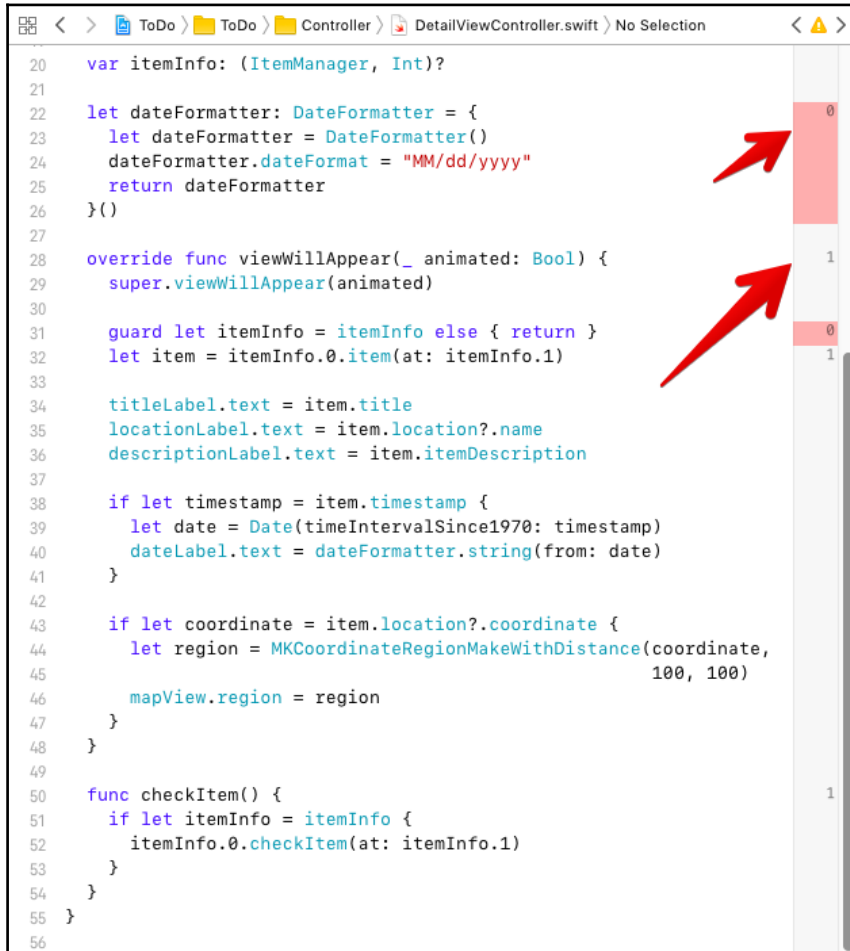 ToDo ToDo Controller DetailViewController.swift No Selection
20 var itemInfo: (ItemManager, Int)?
21
22 let dateFormatter: DateFormatter = { 0
23 let dateFormatter = DateFormatter()
24 dateFormatter.dateFormat = "MM/dd/yyyy"
25 return dateFormatter
26 }()
27
28 override func viewWillAppear(_ animated: Bool) { 1
29 super.viewWillAppear(animated)
30
31 guard let itemInfo = itemInfo else { return } 0
32 let item = itemInfo.0.item(at: itemInfo.1) 1
33
34 titleLabel.text = item.title
35 locationLabel.text = item.location?.name
36 descriptionLabel.text = item.itemDescription
37
38 if let timestamp = item.timestamp {
39 let date = Date(timeIntervalSince1970: timestamp)
40 dateLabel.text = dateFormatter.string(from: date)
41 }
42
43 if let coordinate = item.location?.coordinate {
44 let region = MKCoordinateRegionMakeWithDistance(coordinate,
45 100, 100)
46 mapView.region = region
47 }
48 }
49
50 func checkItem() { 1
51 if let itemInfo = itemInfo {
52 itemInfo.0.checkItem(at: itemInfo.1)
53 }
54 }
55 }
56